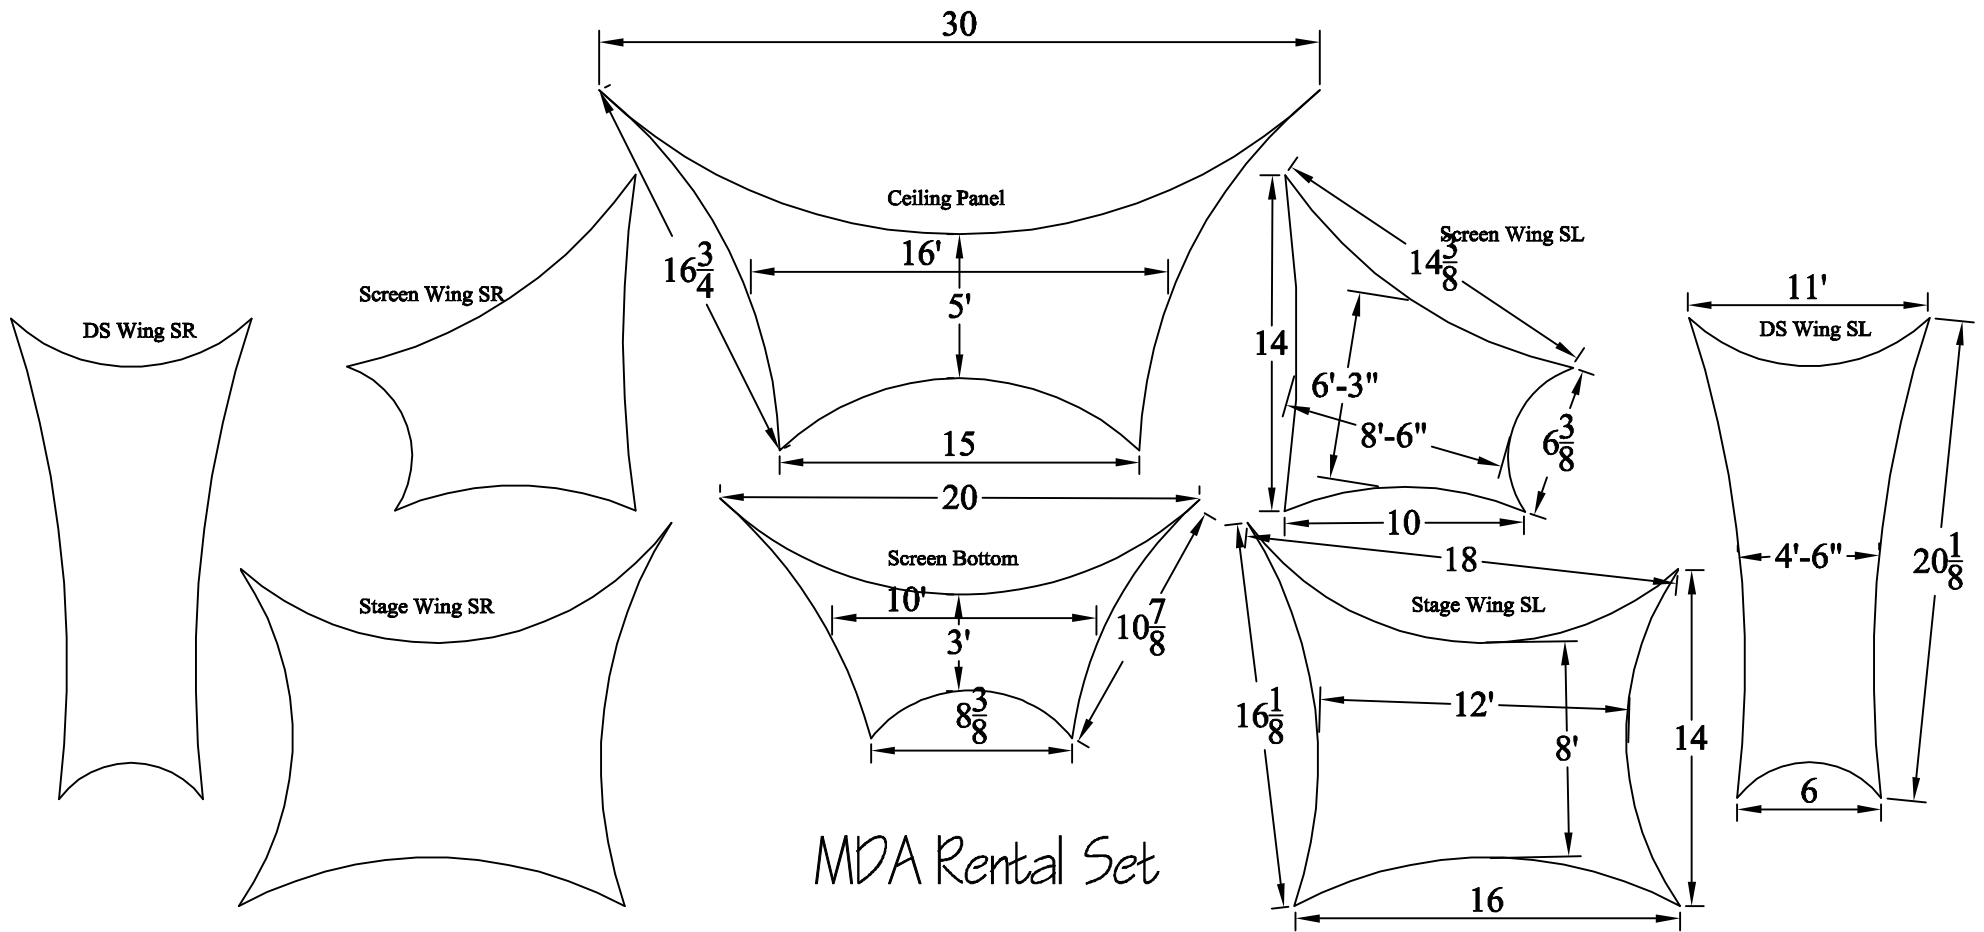 30
Ceiling Panel
16'
5'
16 3/4
15
Screen Wing SR
DS Wing SR
Stage Wing SR
20
Screen Bottom
10'
3'
10 7/8
8 3/8
Screen Wing SL
14 3/8
14
6'-3"
8'-6"
6 3/8
10
11'
DS Wing SL
4'-6"
20 1/8
6
18
Stage Wing SL
12'
8'
16 1/8
14
16
MDA Rental Set